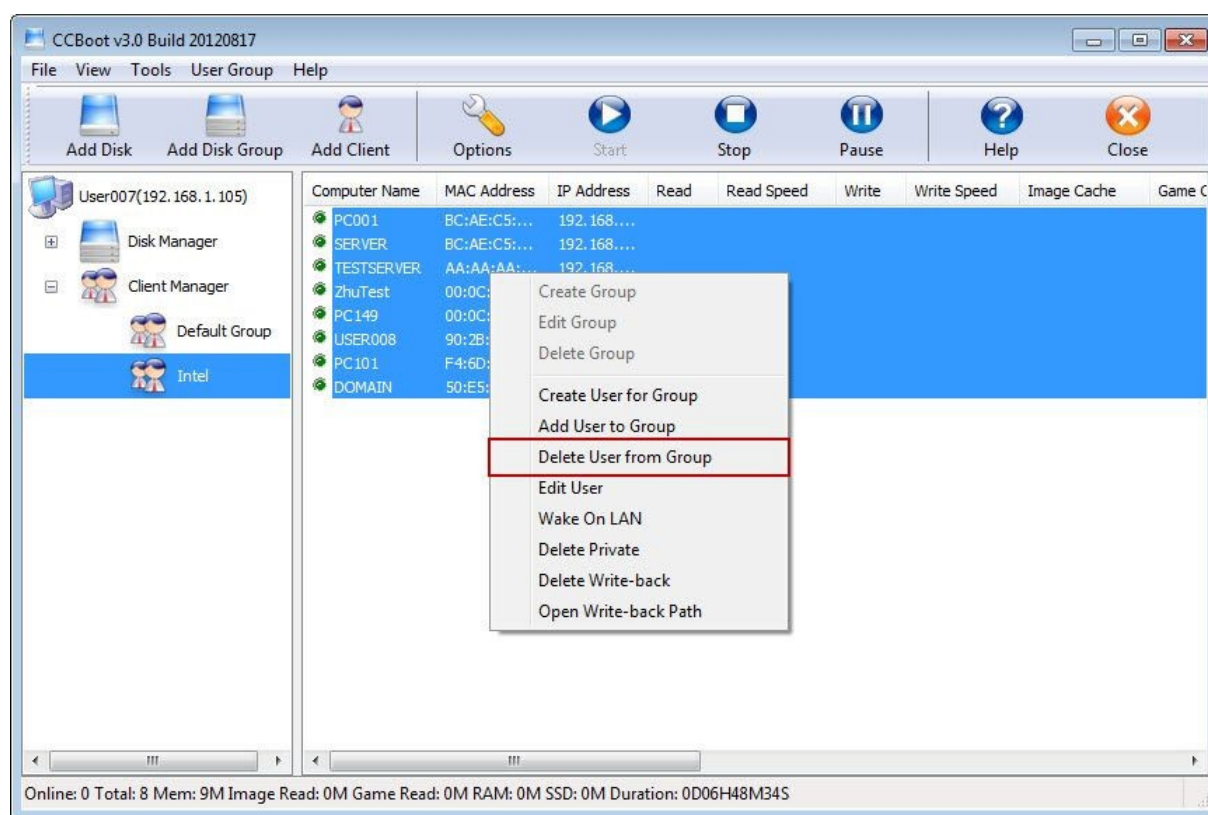 CCBoot v3.0 Build 20120817
File View Tools User Group Help
Add Disk Add Disk Group Add Client Options Start Stop Pause Help Close
User007(192.168.1.105)
Disk Manager
Client Manager
Default Group
Intel
Computer Name MAC Address IP Address Read Read Speed Write Write Speed Image Cache Game C
PC001 BC:AE:C5:... 192.168....
SERVER BC:AE:C5:... 192.168....
TESTSERVER AA:AA:AA:... 192.168....
ZhuTest 00:0C:
PC149 00:0C:
USER008 90:2B:
PC101 F4:6D:
DOMAIN 50:E5:
Create Group
Edit Group
Delete Group
Create User for Group
Add User to Group
Delete User from Group
Edit User
Wake On LAN
Delete Private
Delete Write-back
Open Write-back Path
Online: 0 Total: 8 Mem: 9M Image Read: 0M Game Read: 0M RAM: 0M SSD: 0M Duration: 0D06H48M34S